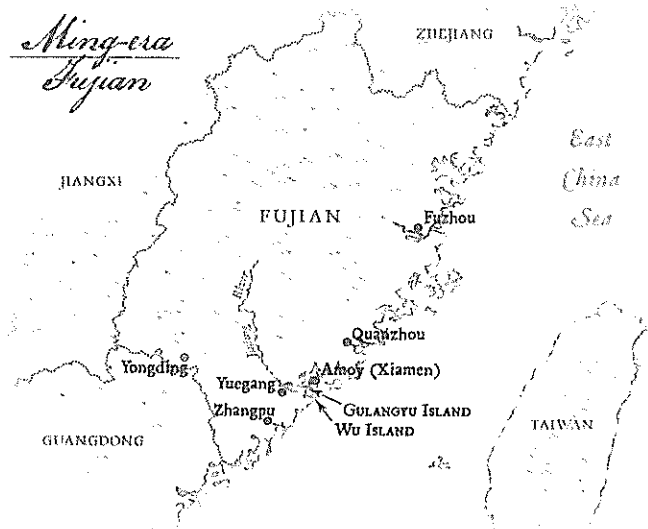 Ming-era
Fujian
ZHEJIANG
East
China
Sea
JIANGXI
FUJIAN
Fuzhou
Quanzhou
Yongding
Amoy (Xiamen)
Yuegang
Zhangpu
GULANGYU ISLAND
WU ISLAND
GUANGDONG
TAIWAN